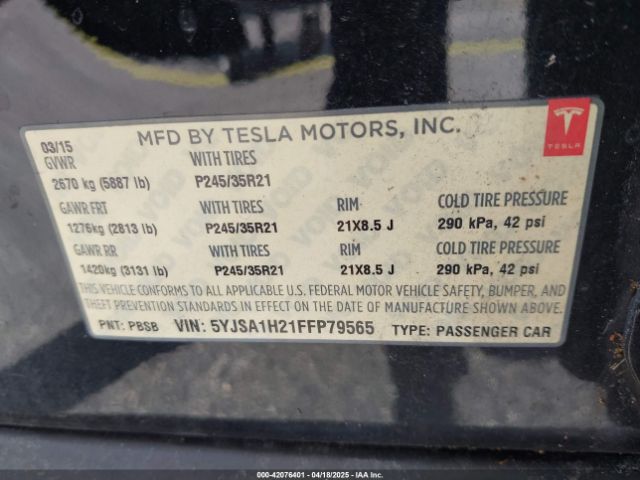 03/15 MFD BY TESLA MOTORS, INC.
TESLA
GVWR WITH TIRES
2670 kg (5887 lb) P245/35R21
GAWR FRT WITH TIRES RIM COLD TIRE PRESSURE
1276kg (2813 lb) P245/35R21 21X8.5 J 290 kPa, 42 psi
GAWR RR WITH TIRES RIM COLD TIRE PRESSURE
1420kg (3131 lb) P245/35R21 21X8.5 J 290 kPa, 42 psi
THIS VEHICLE CONFORMS TO ALL APPLICABLE U.S. FEDERAL MOTOR VEHICLE SAFETY, BUMPER, AND
THEFT PREVENTION STANDARDS IN EFFECT ON THE DATE OF MANUFACTURE SHOWN ABOVE.
PNT: PBSB VIN: 5YJSA1H21FFP79565 TYPE: PASSENGER CAR
000-42076401 - 04/18/2025 - IAAI.COM